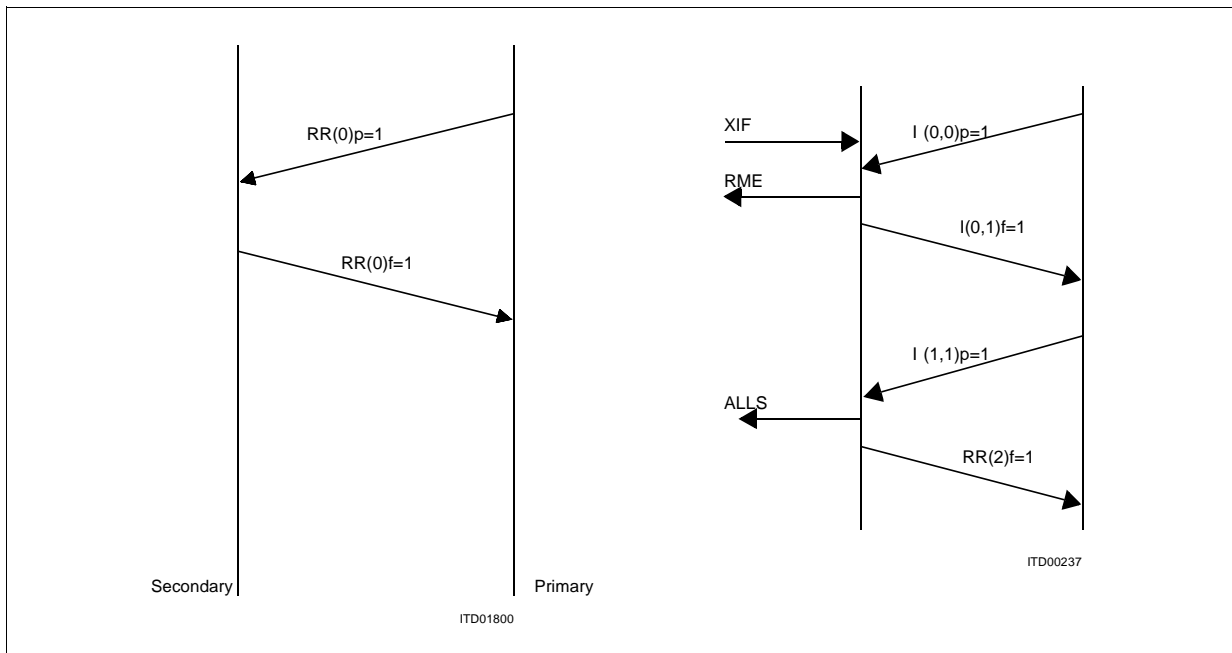 RR(0)p=1
RR(0)f=1
Secondary
Primary
ITD01800
XIF
I (0,0)p=1
RME
I(0,1)f=1
I (1,1)p=1
ALLS
RR(2)f=1
ITD00237